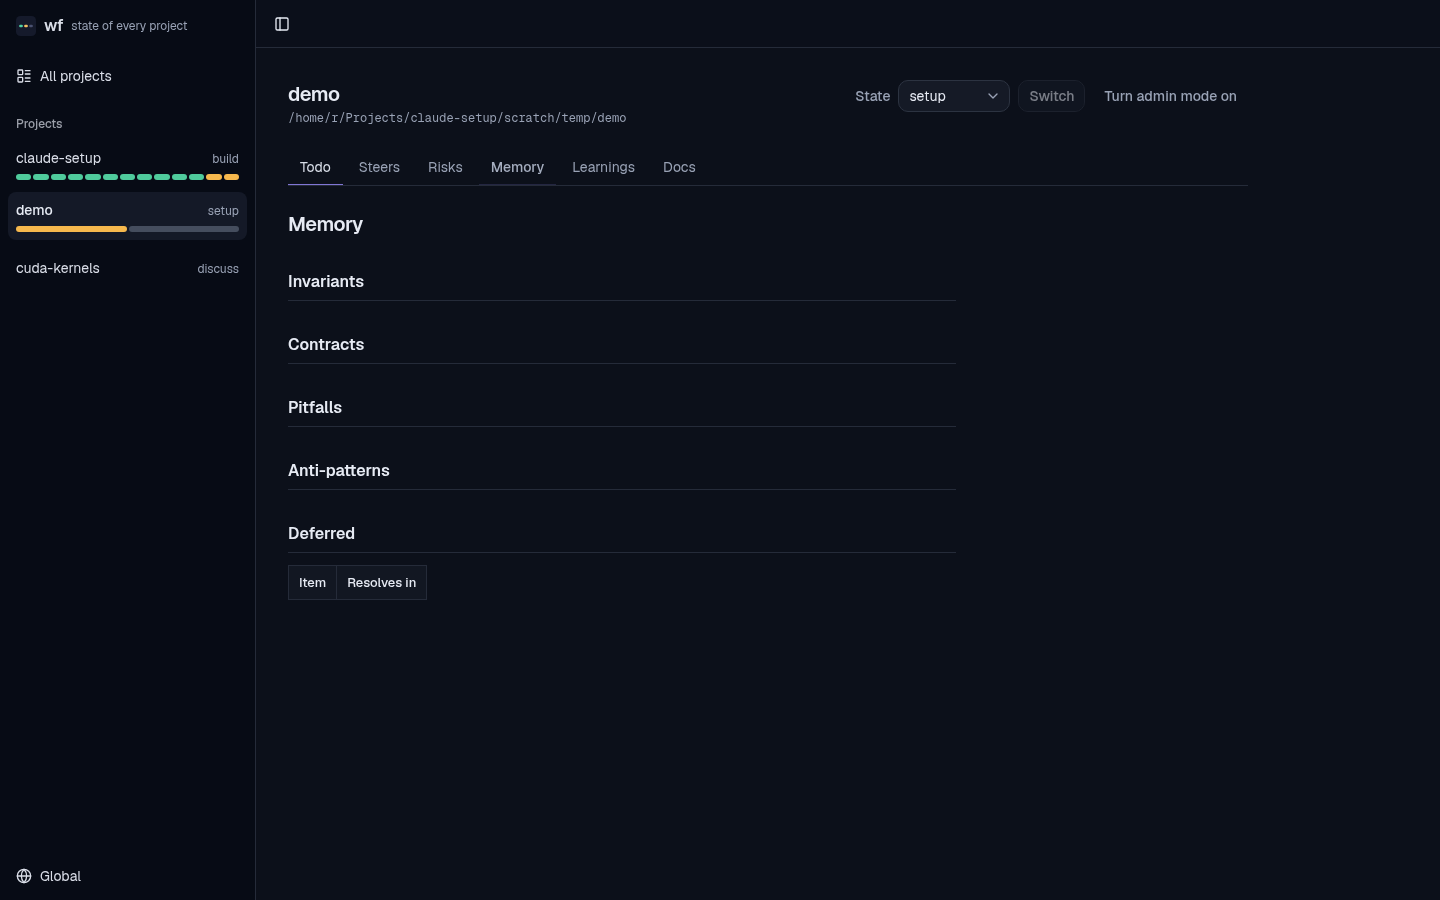 wf state of every project
All projects
Projects
claude-setup build
demo setup
cuda-kernels discuss
Global
demo
/home/r/Projects/claude-setup/scratch/temp/demo
State setup Switch Turn admin mode on
Todo Steers Risks Memory Learnings Docs
Memory
Invariants
Contracts
Pitfalls
Anti-patterns
Deferred
Item Resolves in